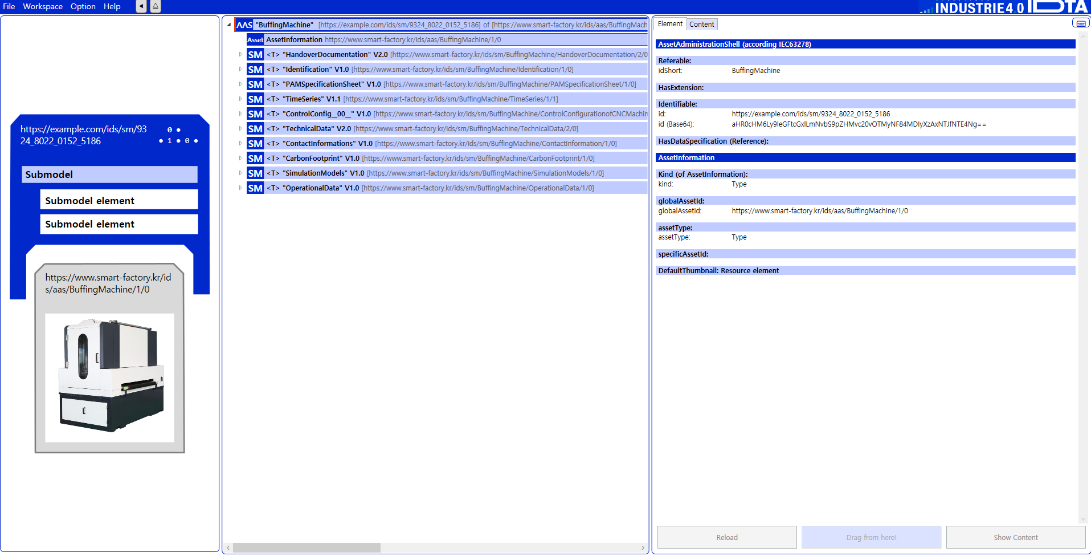 File Workspace Option Help
INDUSTRIE4.0 IDTA
https://example.com/ids/sm/93
24_8022_0152_5186
Submodel
Submodel element
Submodel element
https://www.smart-factory.kr/id
s/aas/BuffingMachine/1/0
AAS "BuffingMachine" [https://example.com/ids/sm/9324_8022_0152_5186] of [https://www.smart-factory.kr/ids/aas/BuffingMach
Asset AssetInformation https://www.smart-factory.kr/ids/aas/BuffingMachine/1/0
SM <T> "HandoverDocumentation" V2.0 [https://www.smart-factory.kr/ids/sm/BuffingMachine/HandoverDocumentation/2/0
SM <T> "Identification" V1.0 [https://www.smart-factory.kr/ids/sm/BuffingMachine/Identification/1/0]
SM <T> "PAMSpecificationSheet" V1.0 [https://www.smart-factory.kr/ids/sm/BuffingMachine/PAMSpecificationSheet/1/0]
SM <T> "TimeSeries" V1.1 [https://www.smart-factory.kr/ids/sm/BuffingMachine/TimeSeries/1/1]
SM <T> "ControlConfig__00_" V1.0 [https://www.smart-factory.kr/ids/sm/BuffingMachine/ControlConfigurationofCNCMachin
SM <T> "TechnicalData" V2.0 [https://www.smart-factory.kr/ids/sm/BuffingMachine/TechnicalData/2/0]
SM <T> "ContactInformations" V1.0 [https://www.smart-factory.kr/ids/sm/BuffingMachine/ContactInformation/1/0]
SM <T> "CarbonFootprint" V1.0 [https://www.smart-factory.kr/ids/sm/BuffingMachine/CarbonFootprint/1/0]
SM <T> "SimulationModels" V1.0 [https://www.smart-factory.kr/ids/sm/BuffingMachine/SimulationModels/1/0]
SM <T> "OperationalData" V1.0 [https://www.smart-factory.kr/ids/sm/BuffingMachine/OperationalData/1/0]
Element Content
AssetAdministrationShell (according IEC63278)
Referable:
idShort: BuffingMachine
HasExtension:
Identifiable:
id: https://example.com/ids/sm/9324_8022_0152_5186
id (Base64):
HasDataSpecification (Reference):
AssetInformation
Kind (of AssetInformation):
kind: Type
globalAssetId:
globalAssetId: https://www.smart-factory.kr/ids/aas/BuffingMachine/1/0
assetType:
assetType: Type
specificAssetId:
DefaultThumbnail: Resource element
Reload Drag from here! Show Content